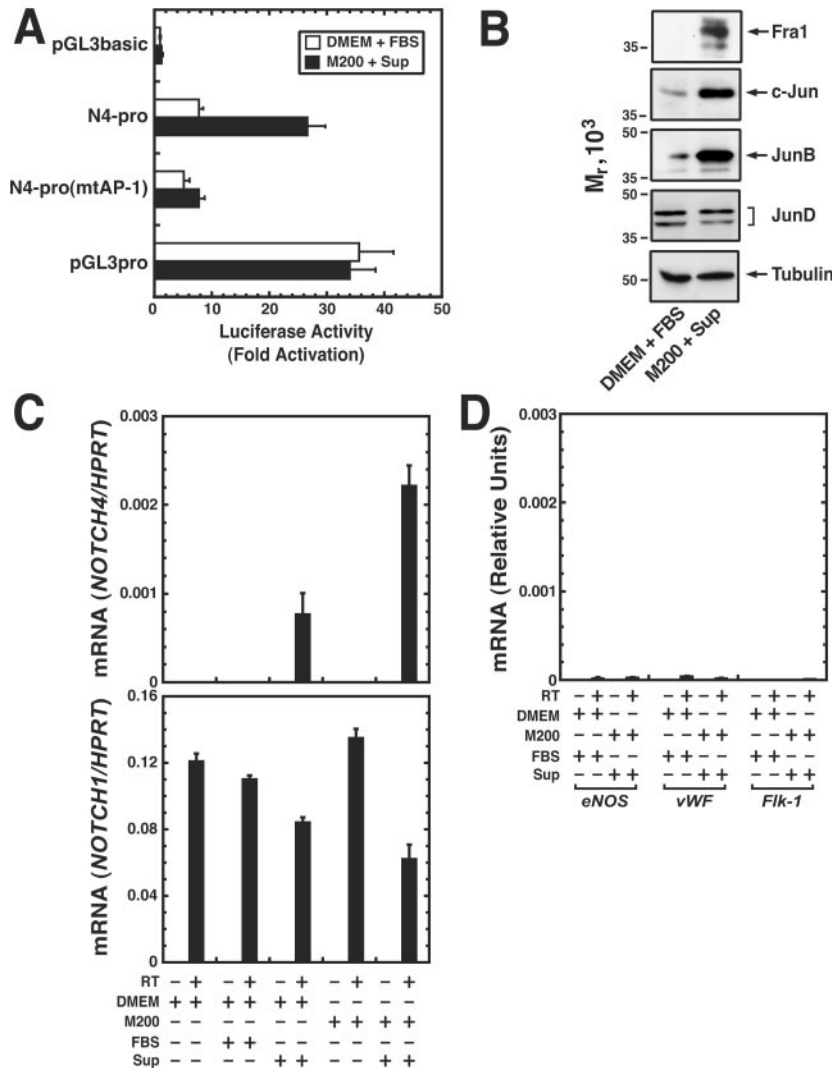 A
pGL3basic
N4-pro
N4-pro(mtAP-1)
pGL3pro
DMEM + FBS
M200 + Sup
0 10 20 30 40 50
Luciferase Activity
(Fold Activation)
B
Mr, 10³
35
Fra1
35
c-Jun
50
35
JunB
50
35
JunD
50
Tubulin
DMEM + FBS
M200 + Sup
C
mRNA (NOTCH4/HPRT)
0.003
0.002
0.001
0
mRNA (NOTCH1/HPRT)
0.16
0.12
0.08
0.04
0
RT − + − + − + − + − +
DMEM + + + + + + − − − −
M200 − − − − − − + + + +
FBS − − + + − − − − − −
Sup − − − − + + − − + +
D
mRNA (Relative Units)
0.003
0.002
0.001
0
RT − + − + − + − + − + − +
DMEM + + − − + + − − + + − −
M200 − − + + − − + + − − + +
FBS + + − − + + − − + + − −
Sup − − + + − − + + − − + +
eNOS vWF Flk-1